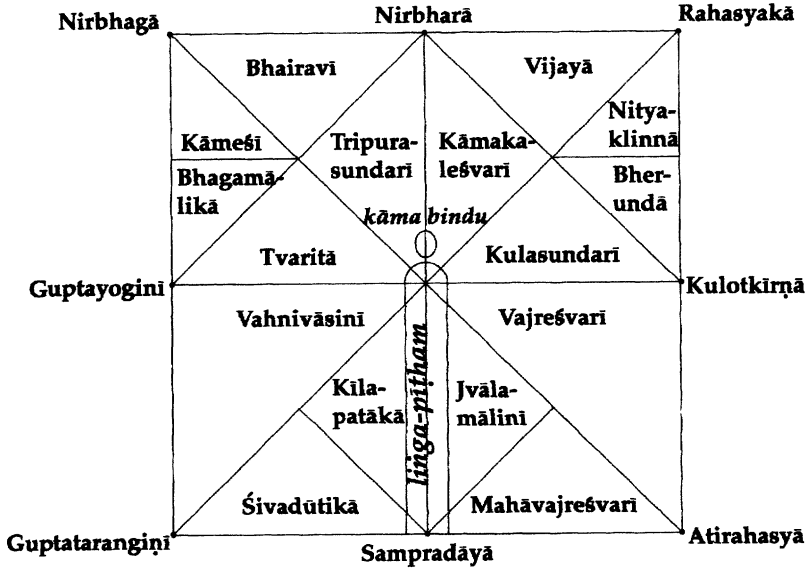 Nirbhagā
Nirbharā
Rahasyakā
Bhairavī
Vijayā
Kāmeśī
Tripura-
sundarī
Kāmaka-
leśvarī
Nitya-
klinnā
Bhagamā-
likā
Bher-
undā
kāma bindu
Tvaritā
Kulasundarī
Guptayoginī
Kulotkīrṇā
Vahnivāsinī
Vajreśvarī
liṅga-pīṭham
Kīla-
patākā
Jvāla-
mālinī
Śivadūtikā
Mahāvajreśvarī
Guptatarangiṇī
Sampradāyā
Atirahasyā